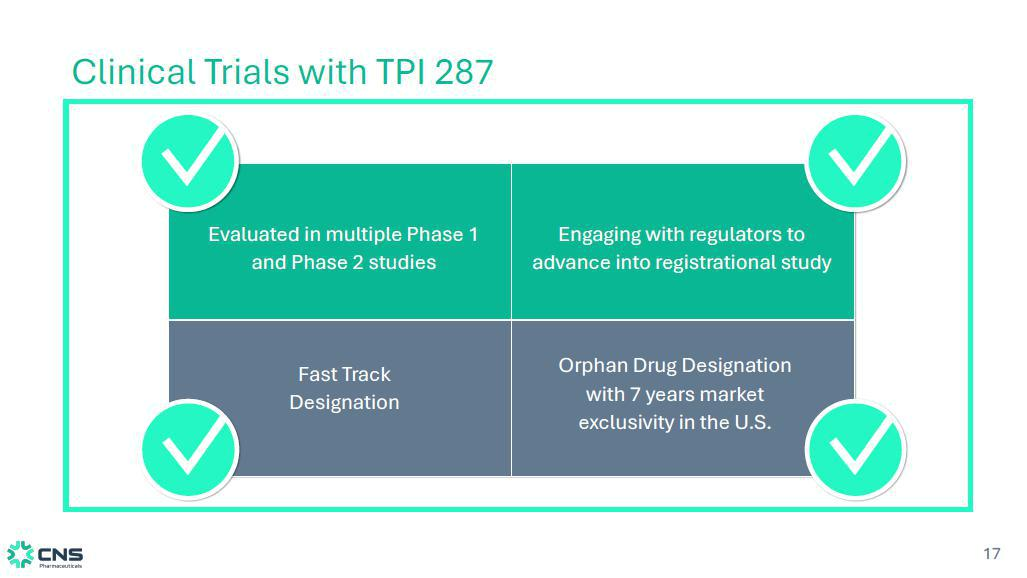 Clinical Trials with TPI 287
Evaluated in multiple Phase 1
and Phase 2 studies
Engaging with regulators to
advance into registrational study
Fast Track
Designation
Orphan Drug Designation
with 7 years market
exclusivity in the U.S.
CNS
Pharmaceuticals
17